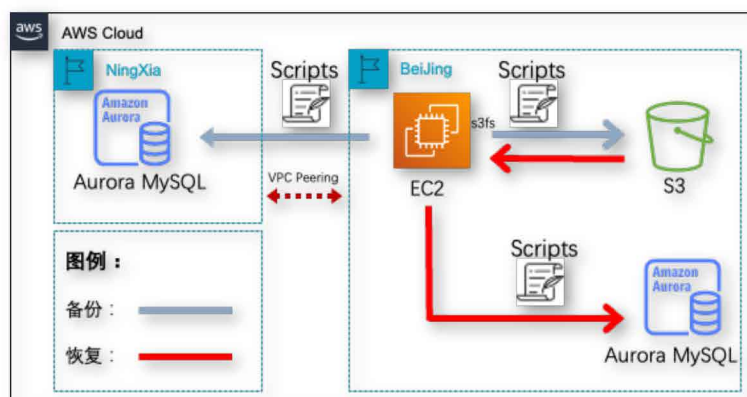 aws
AWS Cloud
NingXia
Scripts
BeiJing
Scripts
Amazon
Aurora
s3fs
Aurora MySQL
VPC Peering
EC2
S3
图例：
备份：
恢复：
Scripts
Amazon
Aurora
Aurora MySQL